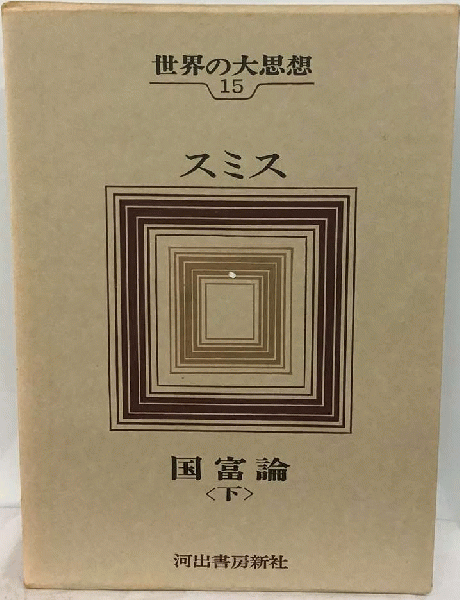 世界の大思想
15
スミス
国富論
〈下〉
河出書房新社